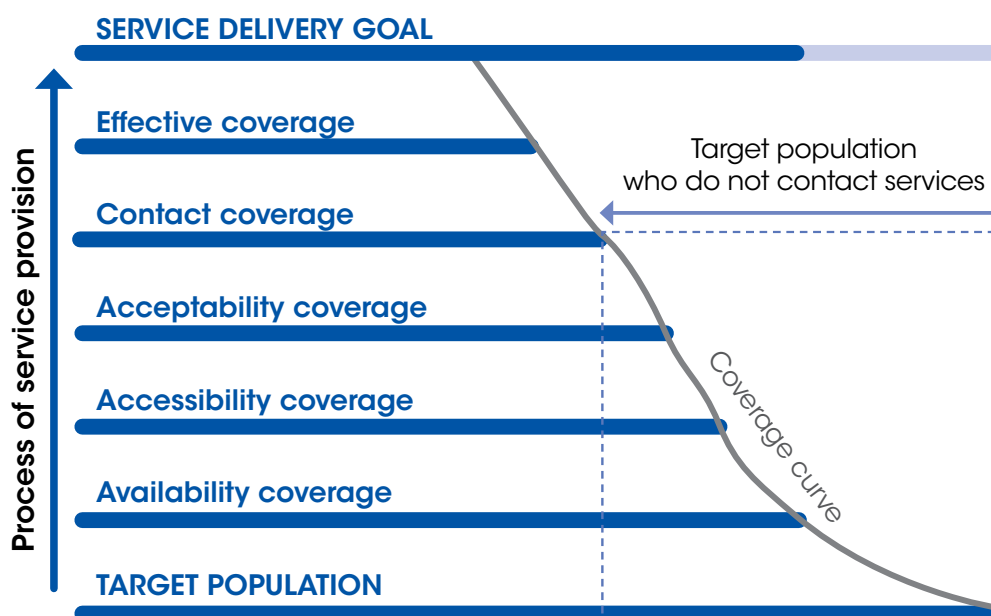 SERVICE DELIVERY GOAL
Effective coverage
Target population
who do not contact services
Contact coverage
Acceptability coverage
Coverage curve
Accessibility coverage
Availability coverage
TARGET POPULATION
Process of service provision